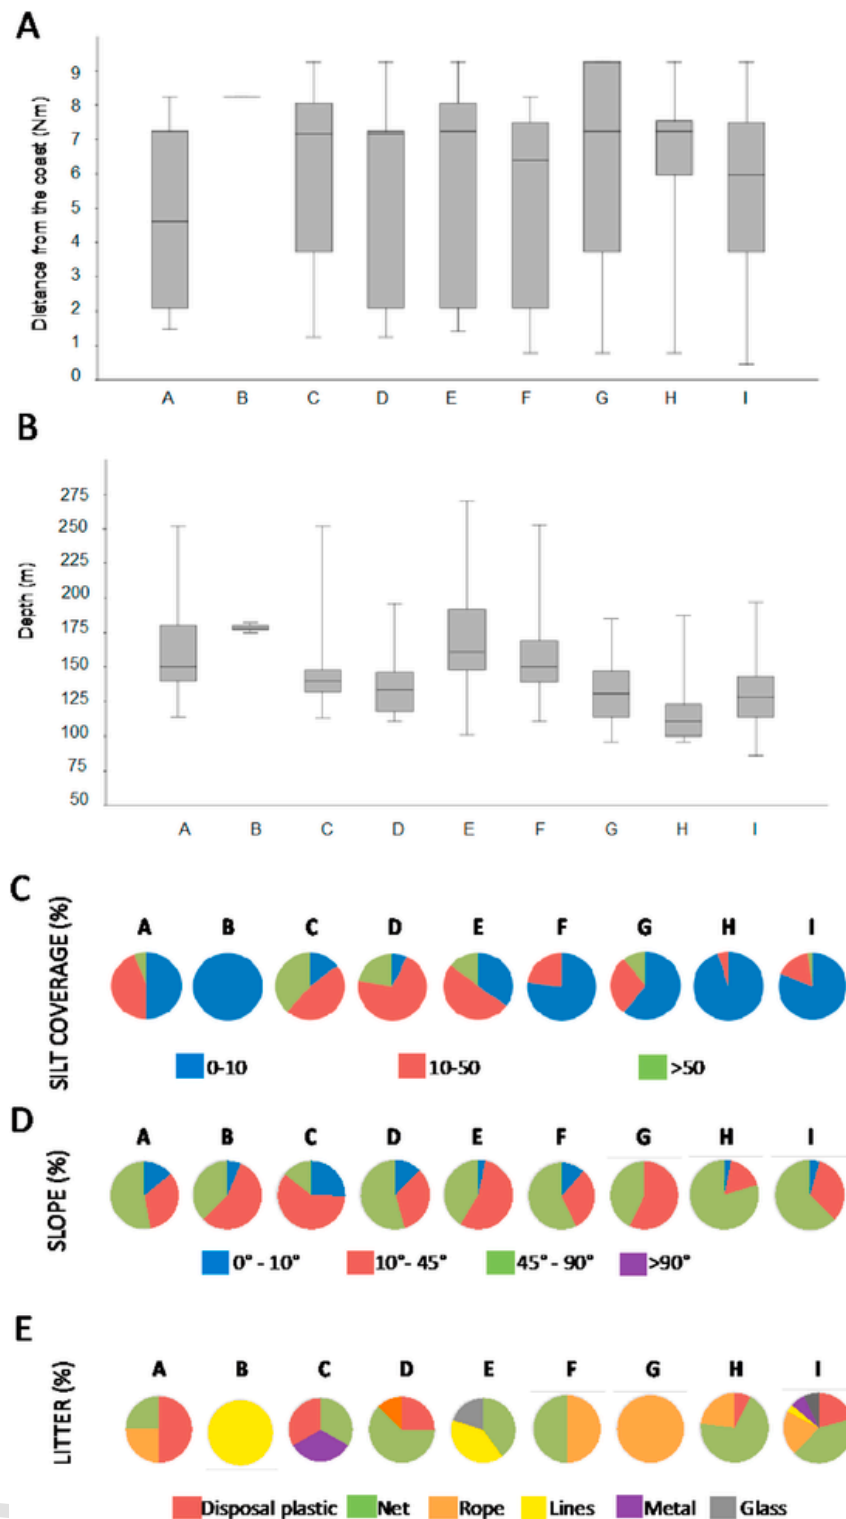 A
Distance from the coast (Nm)
9
8
7
6
5
4
3
2
1
0
A B C D E F G H I
B
Depth (m)
275
250
225
200
175
150
125
100
75
50
A B C D E F G H I
C
SILT COVERAGE (%)
A B C D E F G H I
0-10 10-50 >50
D
SLOPE (%)
A B C D E F G H I
0° - 10° 10°- 45° 45° - 90° >90°
E
LITTER (%)
A B C D E F G H I
Disposal plastic Net Rope Lines Metal Glass